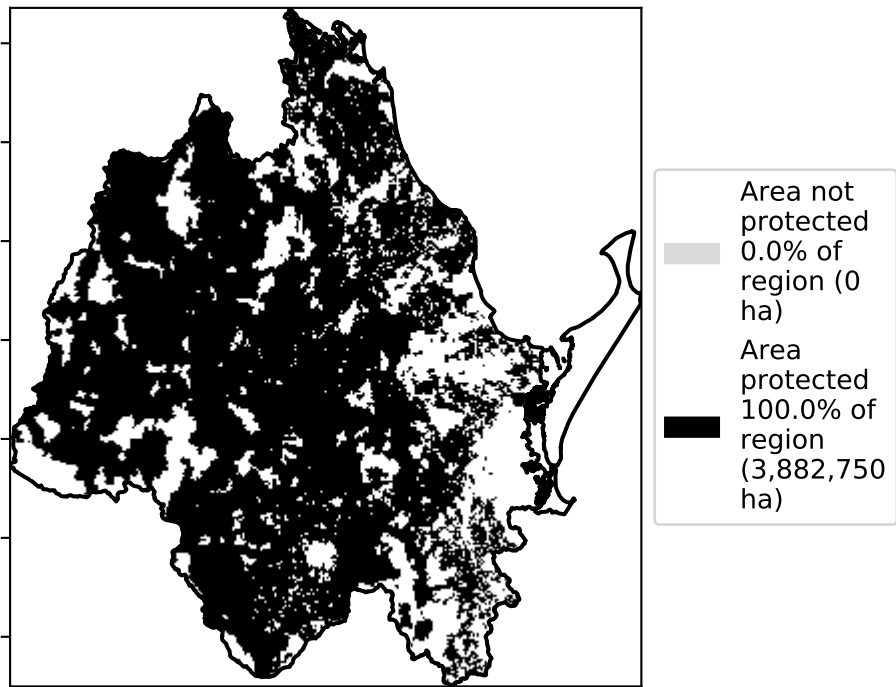 Area not
protected
0.0% of
region (0
ha)
Area
protected
100.0% of
region
(3,882,750
ha)